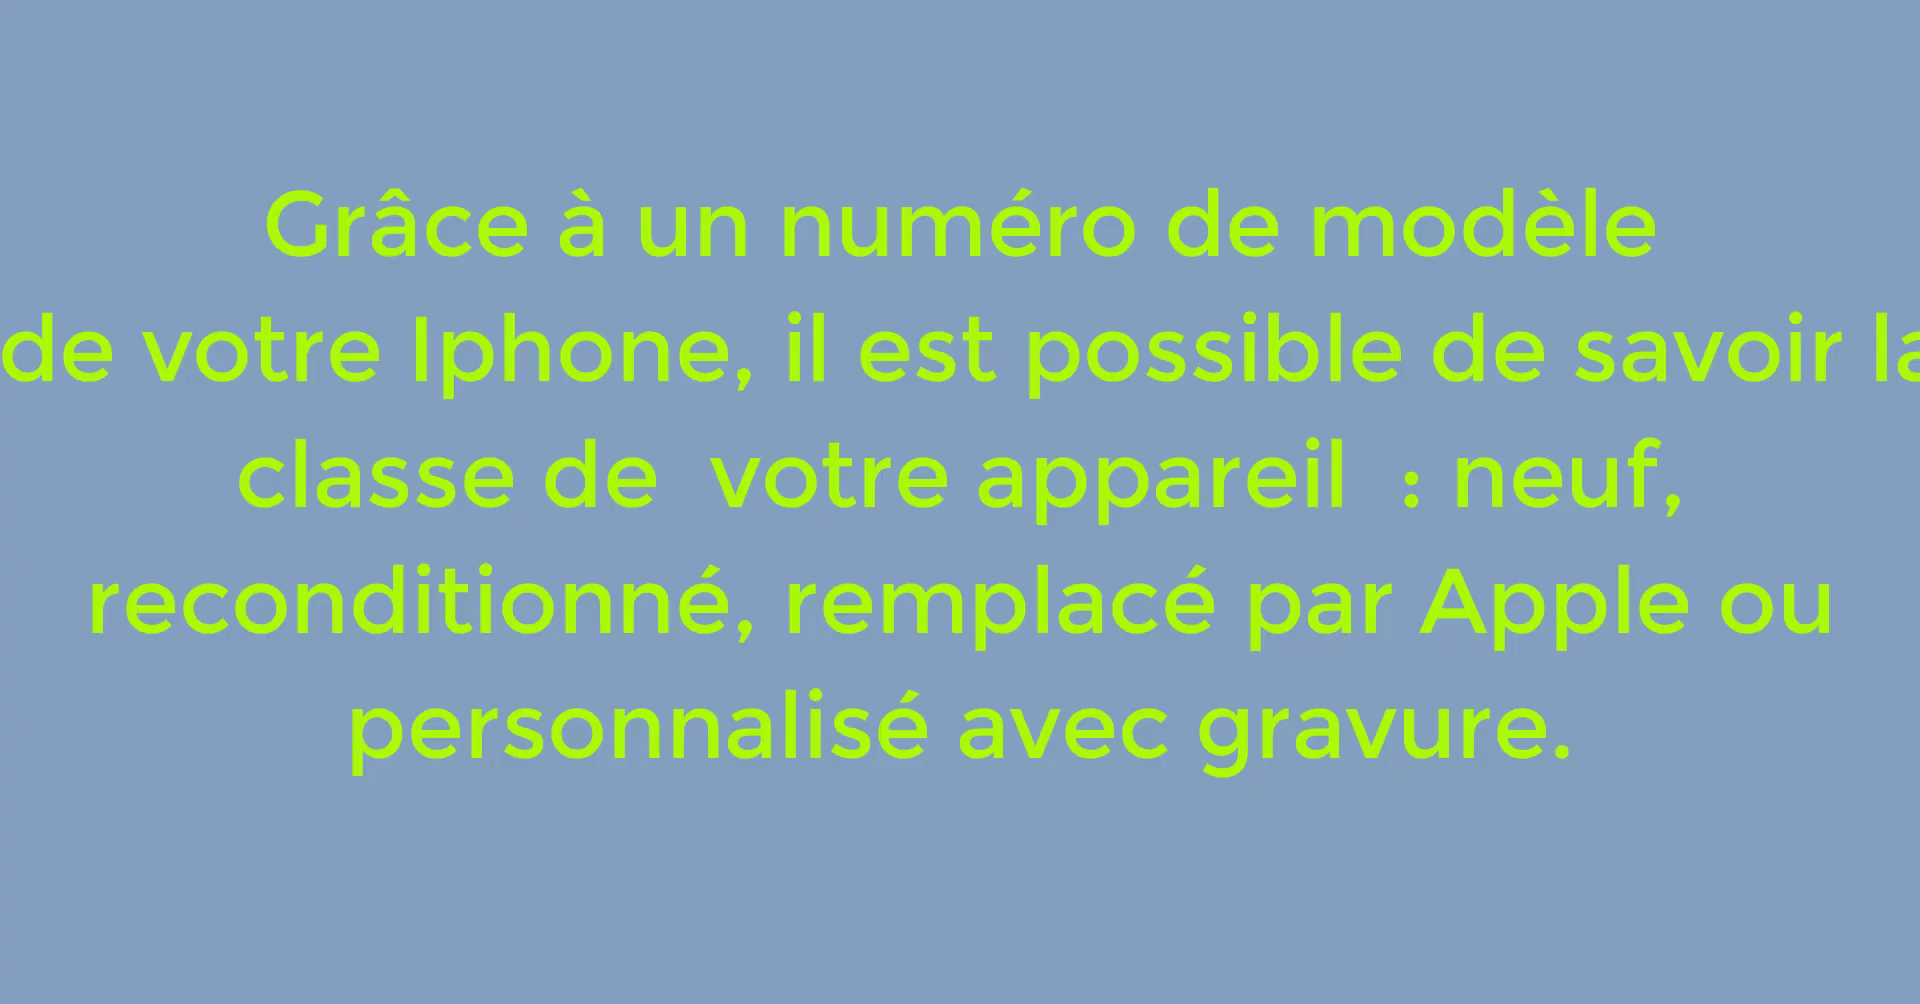 Grâce à un numéro de modèle
de votre Iphone, il est possible de savoir la
classe de  votre appareil  : neuf,
reconditionné, remplacé par Apple ou
personnalisé avec gravure.